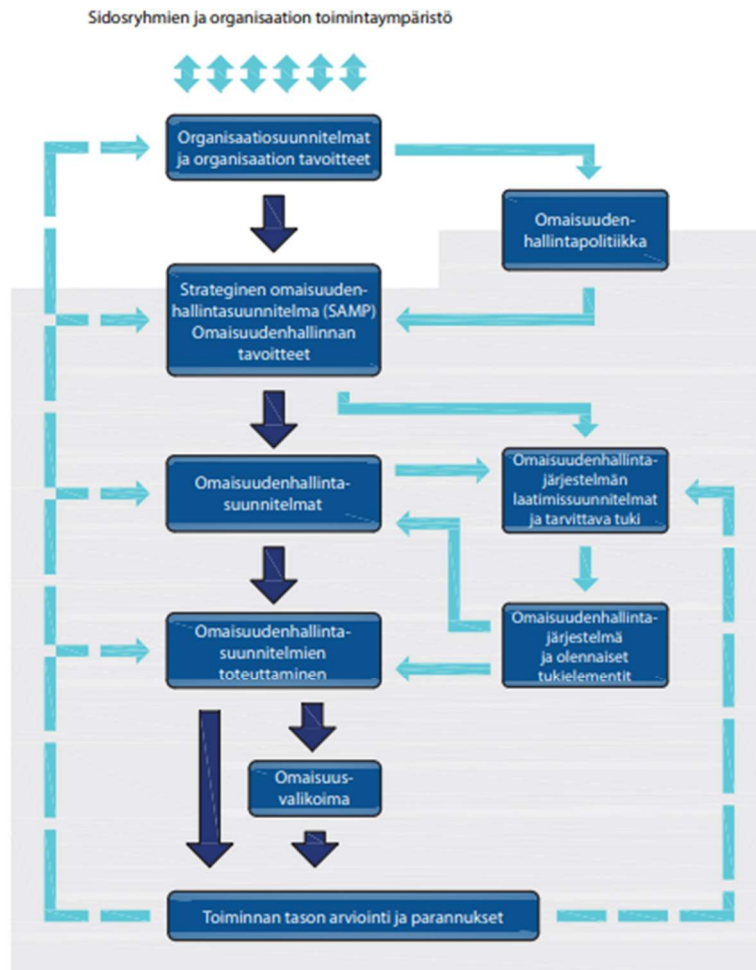 Sidosryhmien ja organisaation toimintaympäristö
Organisaatiosuunnitelmat
ja organisaation tavoitteet
Omaisuuden-
hallintapolitiikka
Strateginen omaisuuden-
hallintasuunnitelma (SAMP)
Omaisuudenhallinnan
tavoitteet
Omaisuudenhallinta-
suunnitelmat
Omaisuudenhallinta-
järjestelmän
laatimissuunnitelmat
ja tarvittava tuki
Omaisuudenhallinta-
suunnitelmien
toteuttaminen
Omaisuudenhallinta-
järjestelmä
ja olennaiset
tukielementit
Omaisuus-
valikoima
Toiminnan tason arviointi ja parannukset